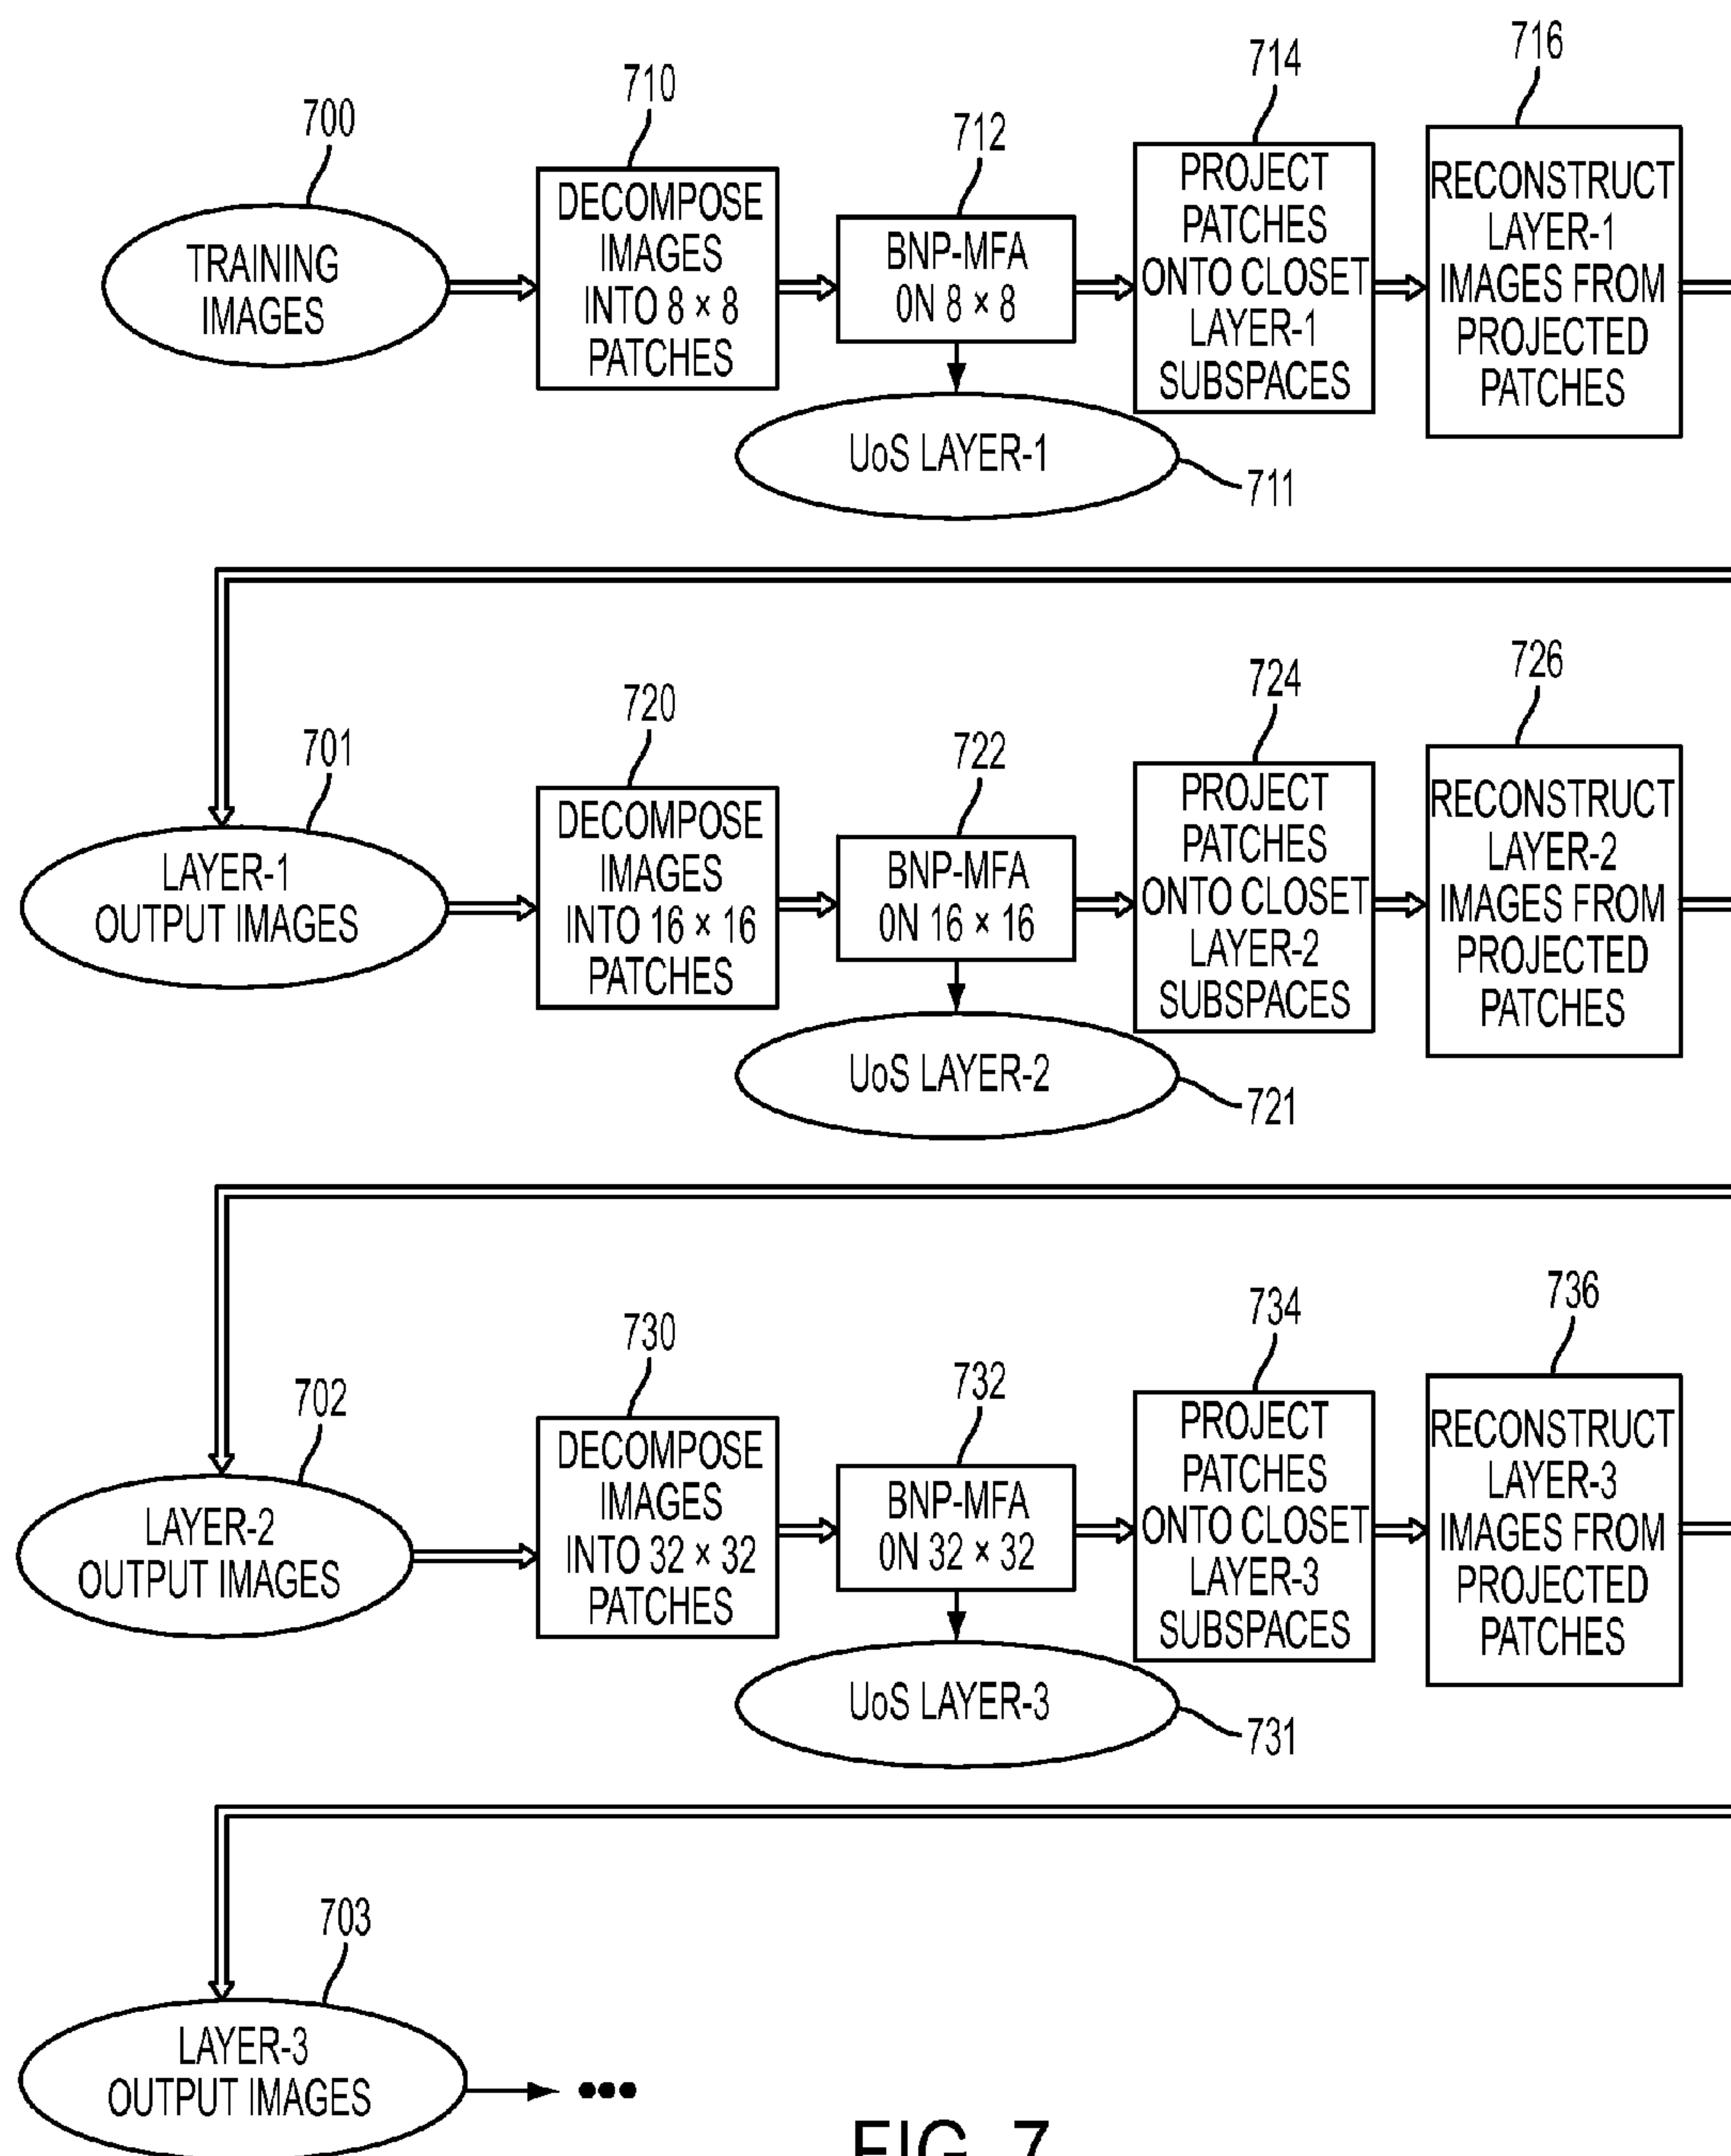 700
TRAINING
IMAGES
710
DECOMPOSE
IMAGES
INTO 8 × 8
PATCHES
712
BNP-MFA
ON 8 × 8
UoS LAYER-1
711
714
PROJECT
PATCHES
ONTO CLOSET
LAYER-1
SUBSPACES
716
RECONSTRUCT
LAYER-1
IMAGES FROM
PROJECTED
PATCHES
701
LAYER-1
OUTPUT IMAGES
720
DECOMPOSE
IMAGES
INTO 16 × 16
PATCHES
722
BNP-MFA
ON 16 × 16
UoS LAYER-2
721
724
PROJECT
PATCHES
ONTO CLOSET
LAYER-2
SUBSPACES
726
RECONSTRUCT
LAYER-2
IMAGES FROM
PROJECTED
PATCHES
702
LAYER-2
OUTPUT IMAGES
730
DECOMPOSE
IMAGES
INTO 32 × 32
PATCHES
732
BNP-MFA
ON 32 × 32
UoS LAYER-3
731
734
PROJECT
PATCHES
ONTO CLOSET
LAYER-3
SUBSPACES
736
RECONSTRUCT
LAYER-3
IMAGES FROM
PROJECTED
PATCHES
703
LAYER-3
OUTPUT IMAGES
•••
FIG. 7